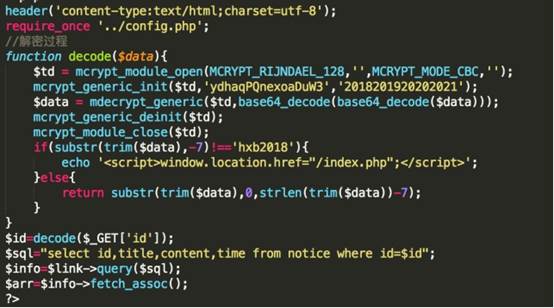 header('content-type:text/html;charset=utf-8');
require_once '../config.php';
//解密过程
function decode($data){
$td = mcrypt_module_open(MCRYPT_RIJNDAEL_128,'',MCRYPT_MODE_CBC,'');
mcrypt_generic_init($td,'ydhaqPQnexoaDuW3','2018201920202021');
$data = mdecrypt_generic($td,base64_decode(base64_decode($data)));
mcrypt_generic_deinit($td);
mcrypt_module_close($td);
if(substr(trim($data),-7)!=='hxb2018'){
echo '<script>window.location.href="/index.php";</script>';
}else{
return substr(trim($data),0,strlen(trim($data))-7);
}
}
$id=decode($_GET['id']);
$sql="select id,title,content,time from notice where id=$id";
$info=$link->query($sql);
$arr=$info->fetch_assoc();
?>